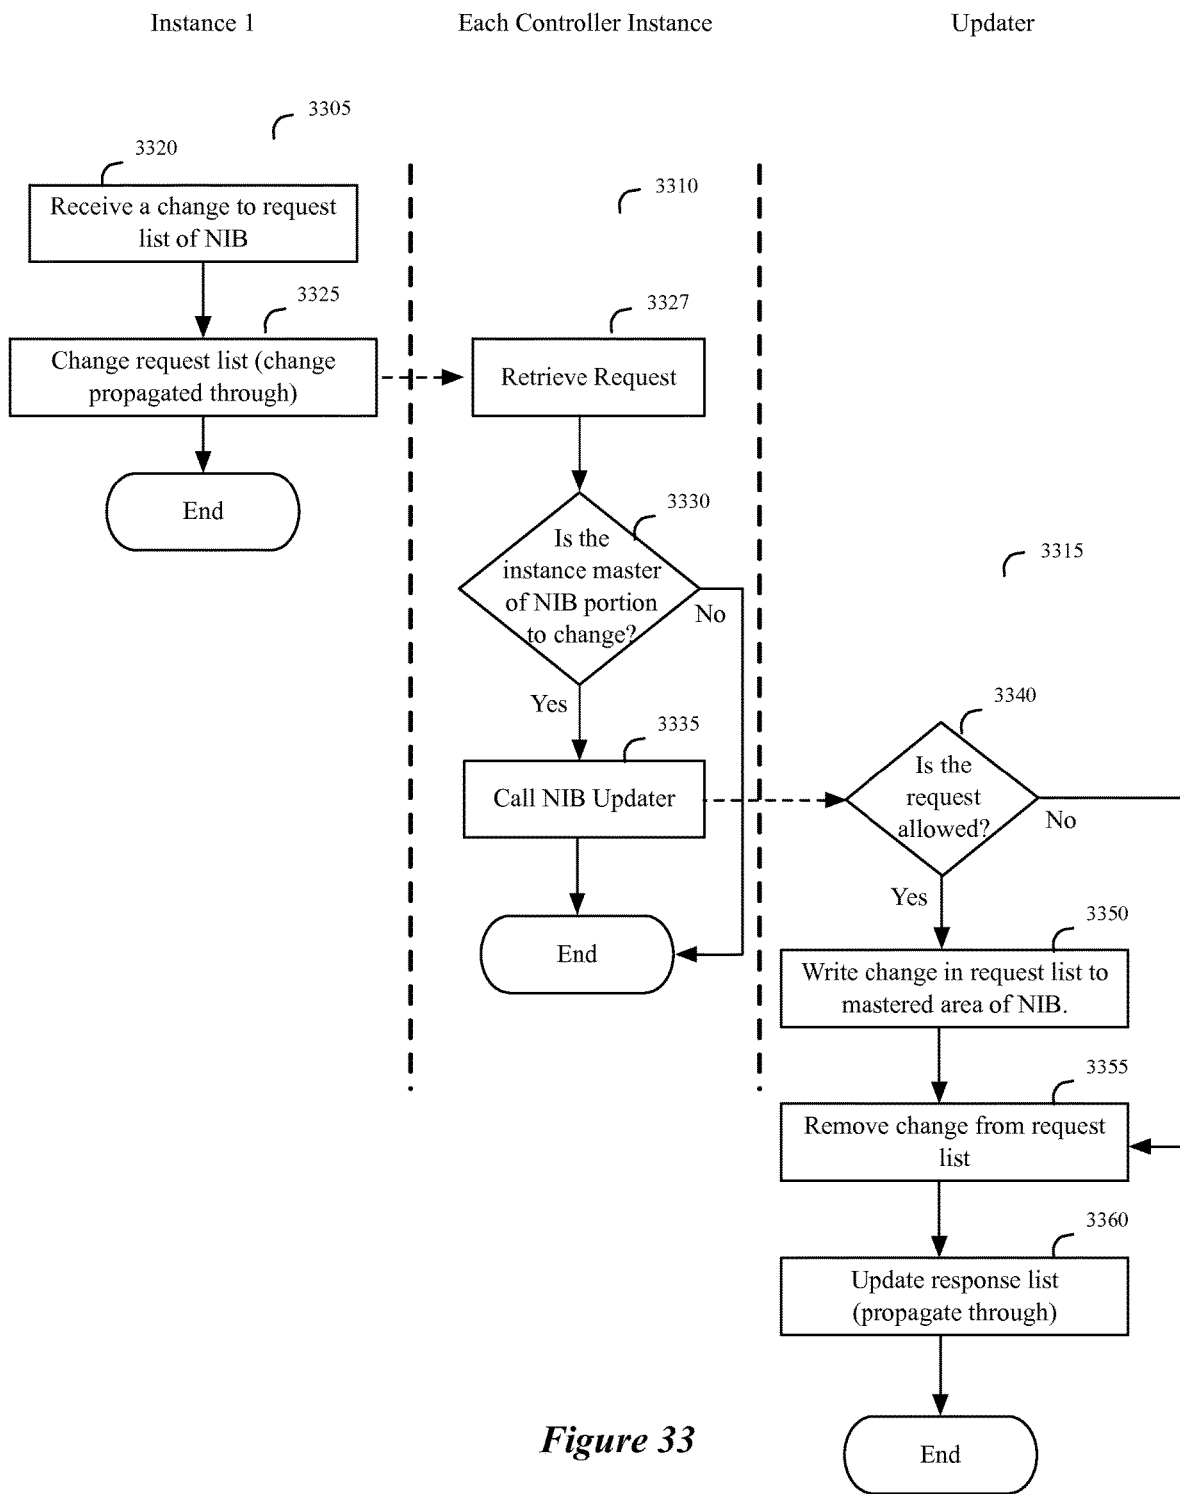 Instance 1
Each Controller Instance
Updater
3305
3320
Receive a change to request
list of NIB
3310
3325
Change request list (change
propagated through)
3327
Retrieve Request
End
3330
Is the
instance master
of NIB portion
to change?
No
Yes
3315
3335
Call NIB Updater
3340
Is the
request
allowed?
No
Yes
End
3350
Write change in request list to
mastered area of NIB.
3355
Remove change from request
list
3360
Update response list
(propagate through)
End
Figure 33